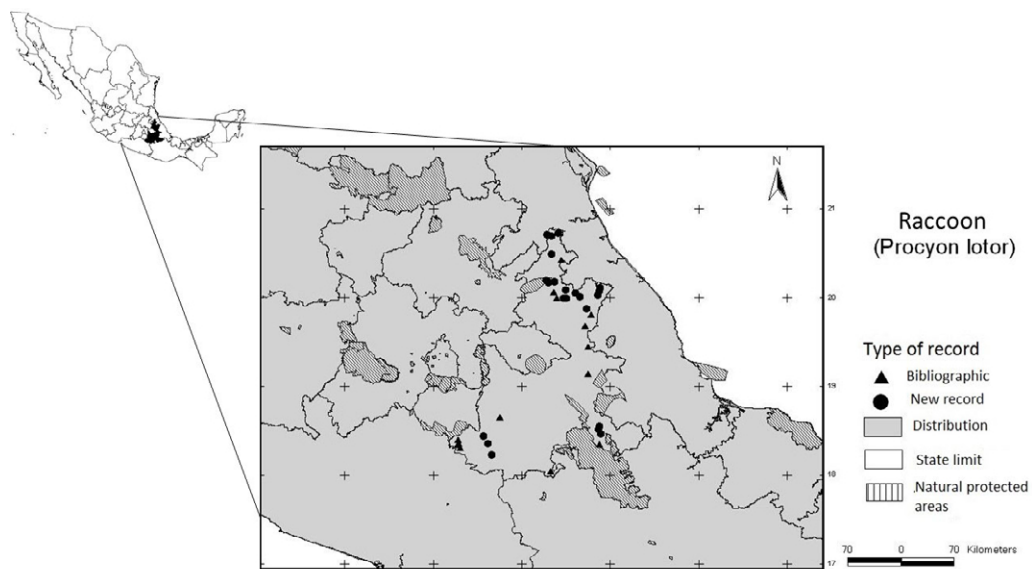 N
21
20
19
18
17
Raccoon
(Procyon lotor)
Type of record
Bibliographic
New record
Distribution
State limit
Natural protected
areas
70 0 70 Kilometers